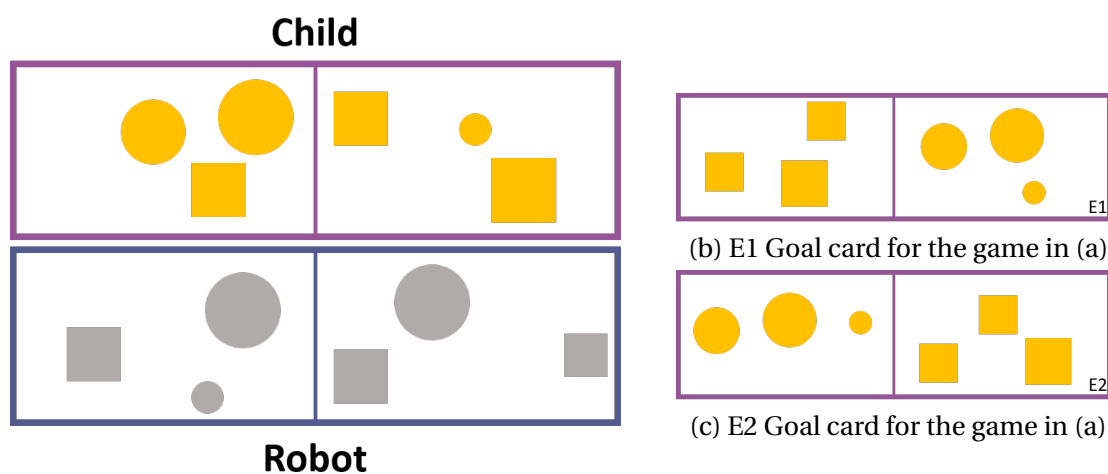 Child
Robot
E1
(b) E1 Goal card for the game in (a)
E2
(c) E2 Goal card for the game in (a)